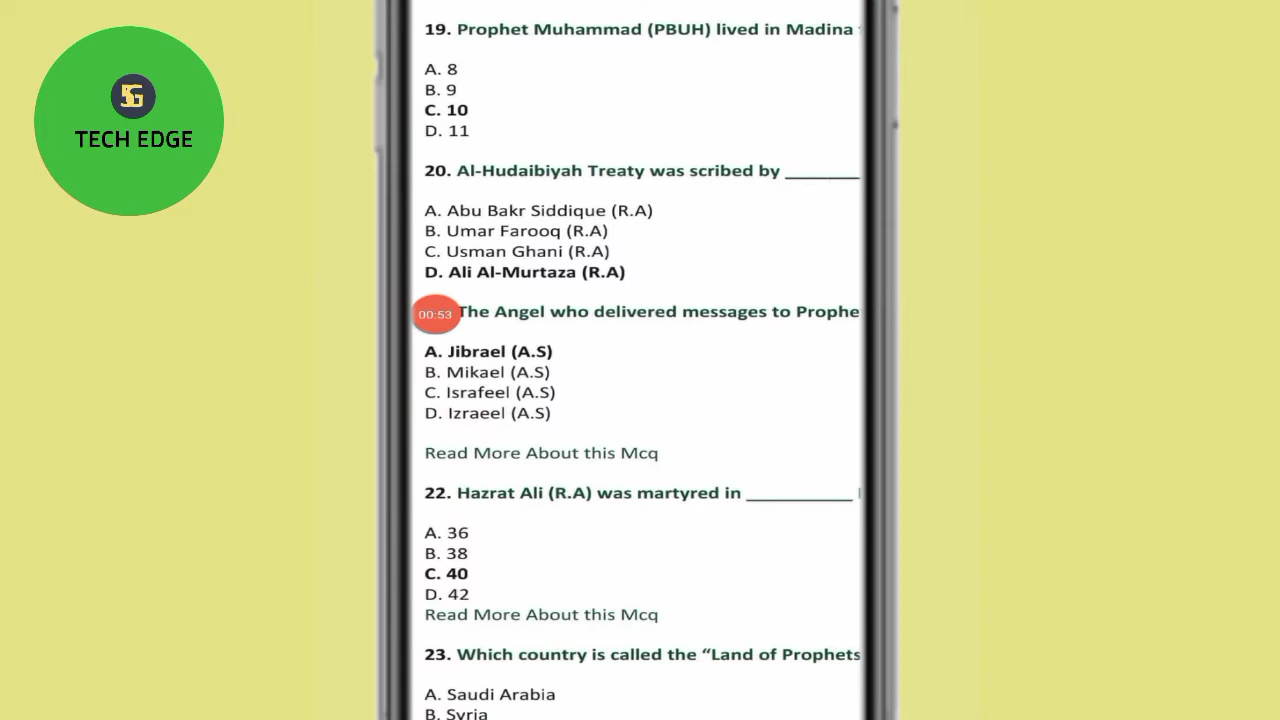 5G
TECH EDGE
19. Prophet Muhammad (PBUH) lived in Madina
A. 8
B. 9
C. 10
D. 11
20. Al-Hudaibiyah Treaty was scribed by ________
A. Abu Bakr Siddique (R.A)
B. Umar Farooq (R.A)
C. Usman Ghani (R.A)
D. Ali Al-Murtaza (R.A)
00:53 The Angel who delivered messages to Prophe
A. Jibrael (A.S)
B. Mikael (A.S)
C. Israfeel (A.S)
D. Izraeel (A.S)
Read More About this Mcq
22. Hazrat Ali (R.A) was martyred in ___________
A. 36
B. 38
C. 40
D. 42
Read More About this Mcq
23. Which country is called the “Land of Prophets
A. Saudi Arabia
B. Syria